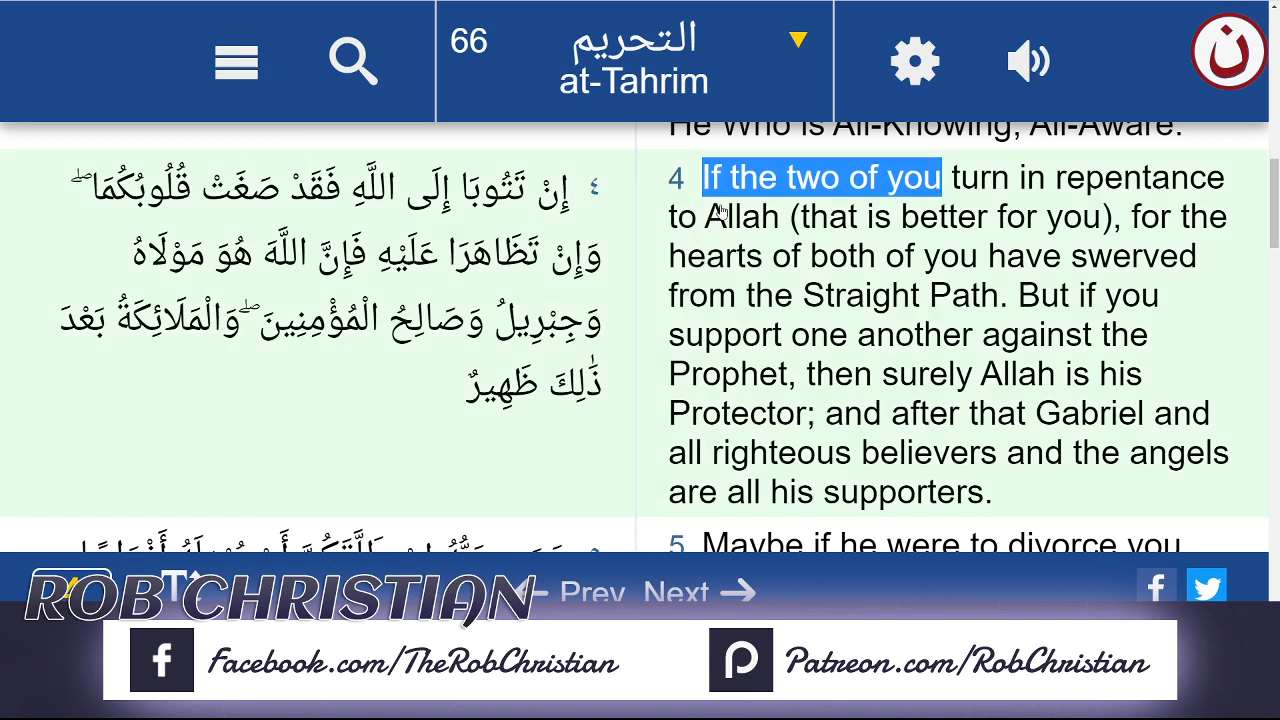 66
التحريم
at-Tahrim
ن
He Who is All-Knowing, All-Aware.
٤ إِنْ تَتُوبَا إِلَى اللَّهِ فَقَدْ صَغَتْ قُلُوبُكُمَا ۖ
وَإِنْ تَظَاهَرَا عَلَيْهِ فَإِنَّ اللَّهَ هُوَ مَوْلَاهُ
وَجِبْرِيلُ وَصَالِحُ الْمُؤْمِنِينَ ۖ وَالْمَلَائِكَةُ بَعْدَ
ذَٰلِكَ ظَهِيرٌ
4 If the two of you turn in repentance
to Allah (that is better for you), for the
hearts of both of you have swerved
from the Straight Path. But if you
support one another against the
Prophet, then surely Allah is his
Protector; and after that Gabriel and
all righteous believers and the angels
are all his supporters.
5 Maybe if he were to divorce you
Prev Next
ROB CHRISTIAN
Facebook.com/TheRobChristian
Patreon.com/RobChristian